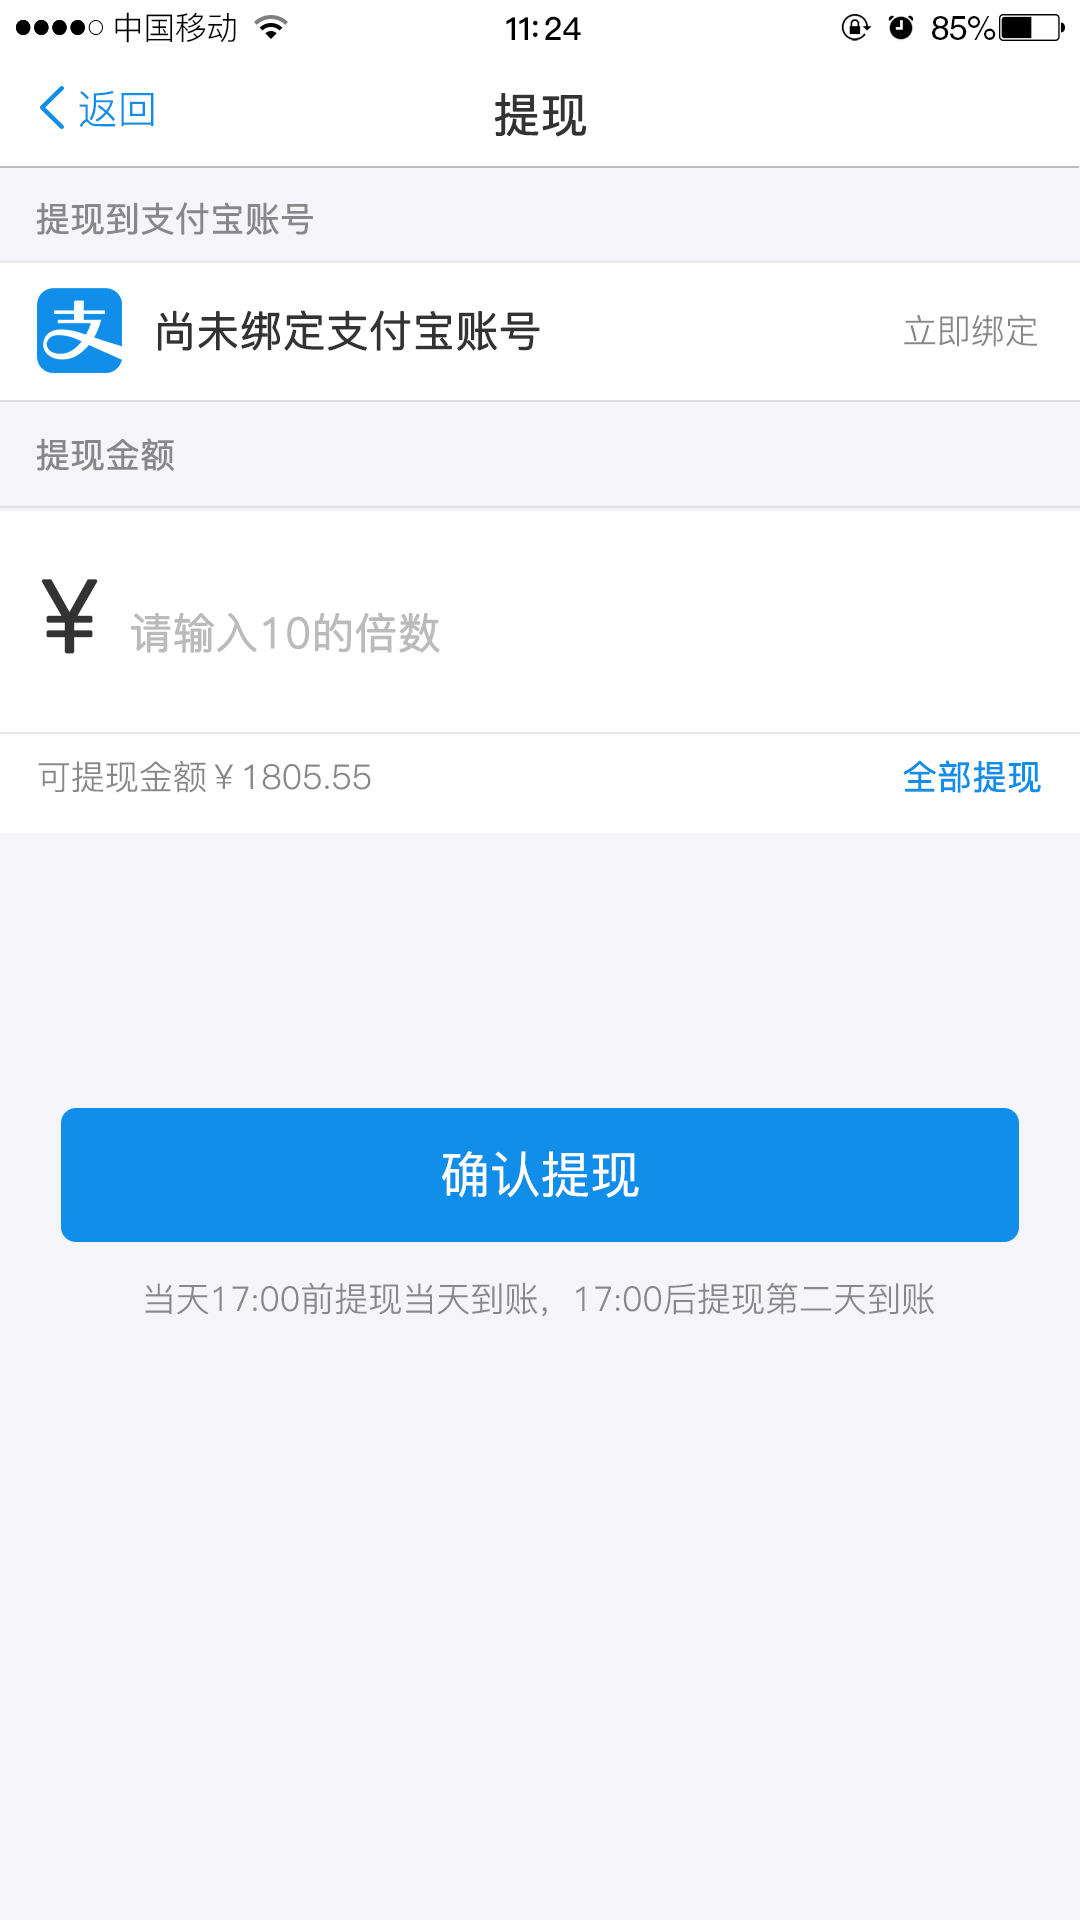 中国移动 11:24 85%
返回 提现
提现到支付宝账号
支 尚未绑定支付宝账号 立即绑定
提现金额
¥ 请输入10的倍数
可提现金额¥1805.55 全部提现
确认提现
当天17:00前提现当天到账，17:00后提现第二天到账